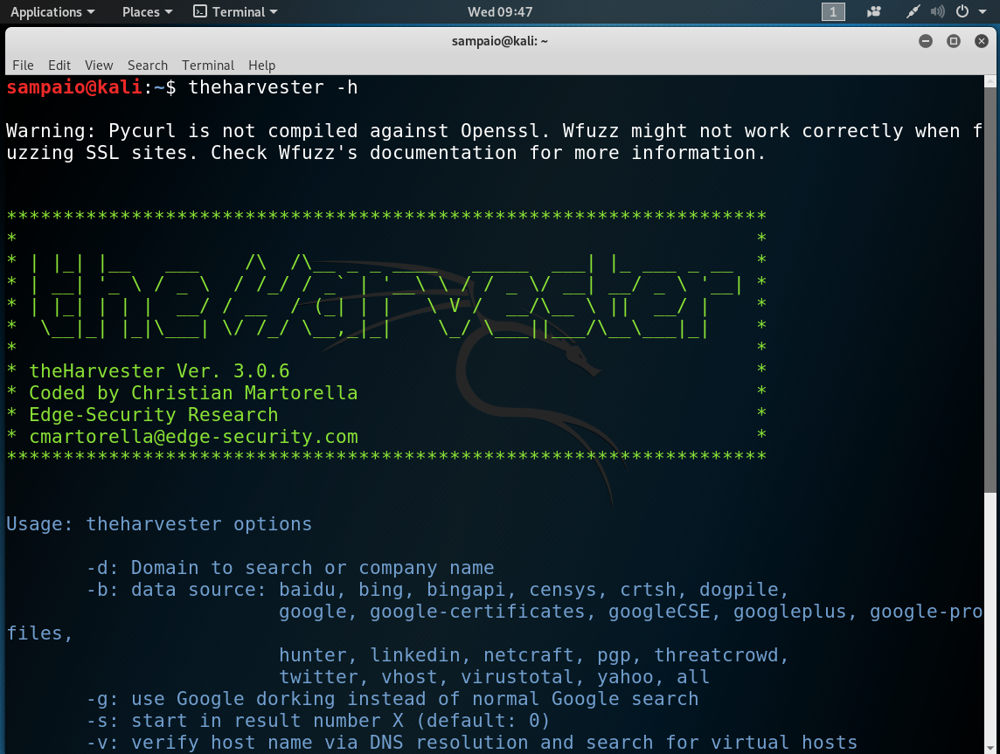 Applications Places Terminal Wed 09:47 1
sampaio@kali: ~
File Edit View Search Terminal Help
sampaio@kali:~$ theharvester -h
Warning: Pycurl is not compiled against Openssl. Wfuzz might not work correctly when f
uzzing SSL sites. Check Wfuzz's documentation for more information.
*******************************************************************
*                                                                 *
* | |_| |__   ___    /\  /\__ _ _ ____   _____  ___| |_ ___ _ __  *
* | __| '_ \ / _ \  / /_/ / _` | '__\ \ / / _ \/ __| __/ _ \ '__| *
* | |_| | | |  __/ / __  / (_| | |   \ V /  __/\__ \ ||  __/ |    *
*  \__|_| |_|\___| \/ /_/ \__,_|_|    \_/ \___||___/\__\___|_|    *
*                                                                 *
* theHarvester Ver. 3.0.6                                         *
* Coded by Christian Martorella                                   *
* Edge-Security Research                                          *
* cmartorella@edge-security.com                                   *
*******************************************************************
Usage: theharvester options
       -d: Domain to search or company name
       -b: data source: baidu, bing, bingapi, censys, crtsh, dogpile,
                        google, google-certificates, googleCSE, googleplus, google-pro
files,
                        hunter, linkedin, netcraft, pgp, threatcrowd,
                        twitter, vhost, virustotal, yahoo, all
       -g: use Google dorking instead of normal Google search
       -s: start in result number X (default: 0)
       -v: verify host name via DNS resolution and search for virtual hosts